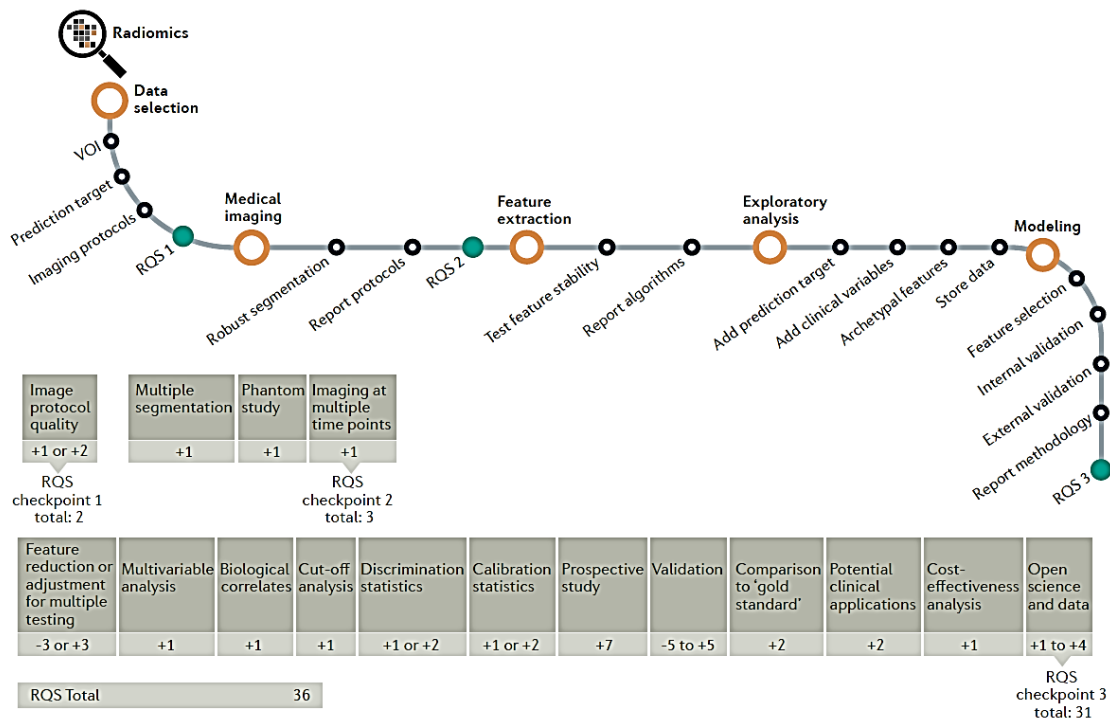 Radiomics
Data
selection
VOI
Prediction target
Imaging protocols
RQS 1
Medical
imaging
Robust segmentation
Report protocols
RQS 2
Feature
extraction
Test feature stability
Report algorithms
Exploratory
analysis
Add prediction target
Add clinical variables
Archetypal features
Store data
Modeling
Feature selection
Internal validation
External validation
Report methodology
RQS 3
Image
protocol
quality
+1 or +2
RQS
checkpoint 1
total: 2
Multiple
segmentation
+1
Phantom
study
+1
Imaging at
multiple
time points
+1
RQS
checkpoint 2
total: 3
Feature
reduction or
adjustment
for multiple
testing
-3 or +3
Multivariable
analysis
+1
Biological
correlates
+1
Cut-off
analysis
+1
Discrimination
statistics
+1 or +2
Calibration
statistics
+1 or +2
Prospective
study
+7
Validation
-5 to +5
Comparison
to ‘gold
standard’
+2
Potential
clinical
applications
+2
Cost-
effectiveness
analysis
+1
Open
science
and data
+1 to +4
RQS
checkpoint 3
total: 31
RQS Total 36